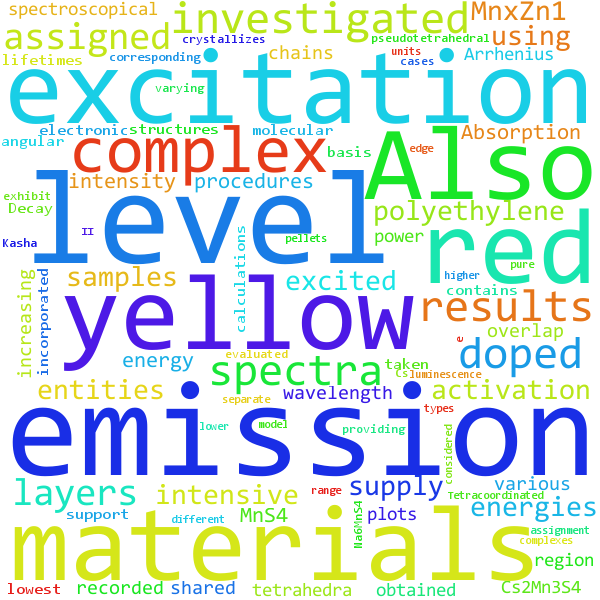 spectroscopical
investigated
MnxZn1
assigned
crystallizes
pseudotetrahedral
using
lifetimes
corresponding
chains
units
cases
Arrhenius
excitation
varying
electronic
structures
molecular
Absorption
angular
complex
basis
edge
Also
intensity
procedures
exhibit
Decay
level
polyethylene
II
power
Kasha
pellets
red
higher
pure
calculations
samples
excited
contains
increasing
incorporated
yellow
results
overlap
energy
evaluated
spectra
taken
doped
Cs
luminescence
e
entities
separate
wavelength
activation
types
emission
lower
model
providing
considered
layers
intensive
supply
Tetracoordinated
various
range
energies
support
different
MnS4
plots
Na6MnS4
assignment
complexes
materials
region
lowest
recorded
shared
tetrahedra
obtained
Cs2Mn3S4